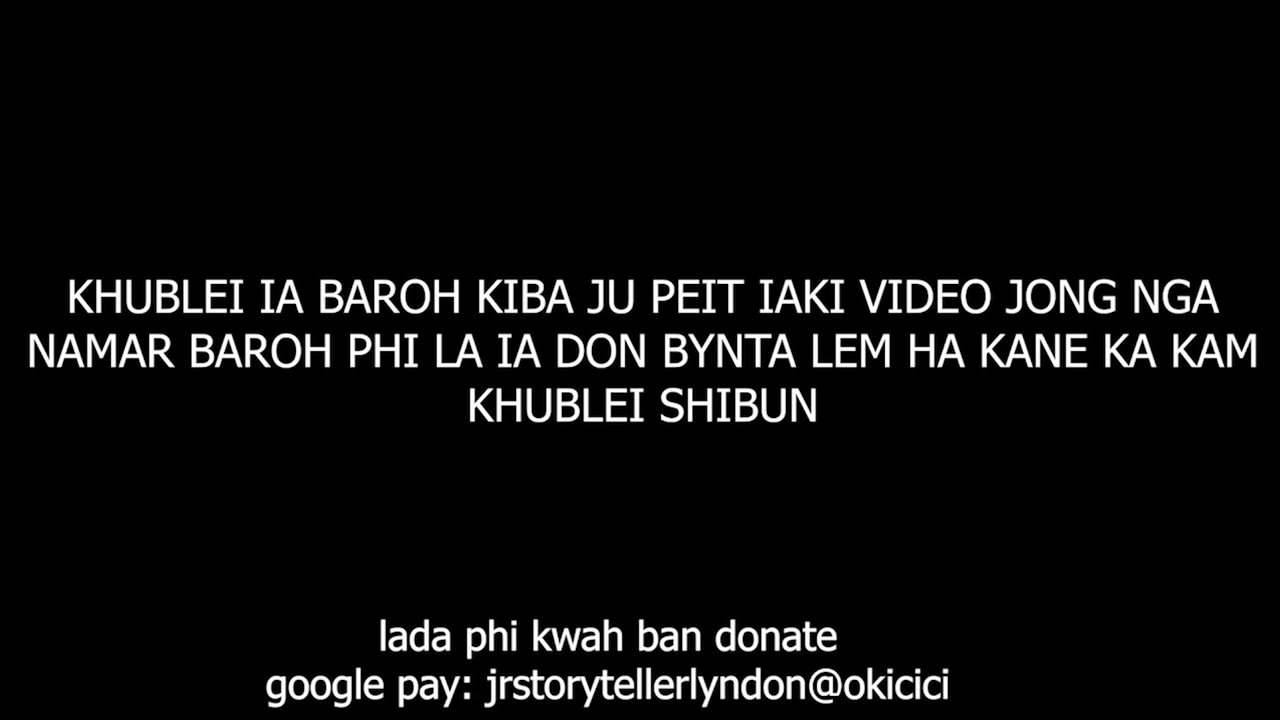 KHUBLEI IA BAROH KIBA JU PEIT IAKI VIDEO JONG NGA
NAMAR BAROH PHI LA IA DON BYNTA LEM HA KANE KA KAM
KHUBLEI SHIBUN
lada phi kwah ban donate
google pay: jrstorytellerlyndon@okicici